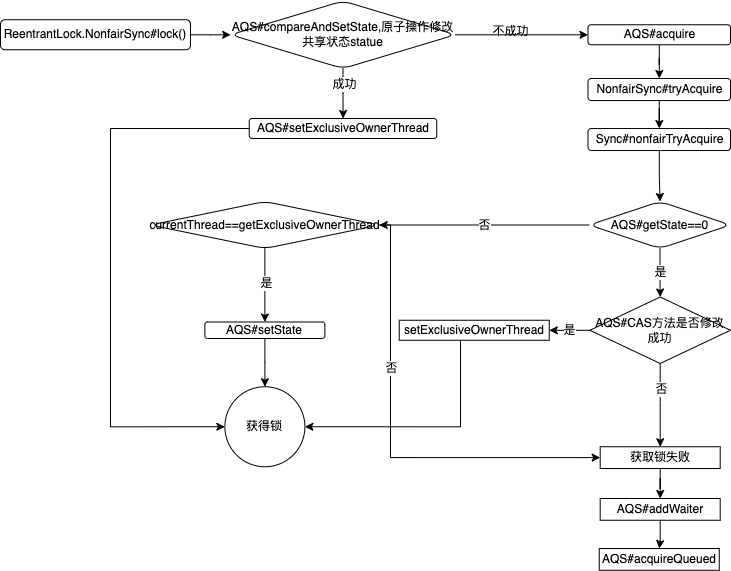 ReentrantLock.NonfairSync#lock()
AQS#compareAndSetState,原子操作修改
共享状态statue
不成功
AQS#acquire
成功
NonfairSync#tryAcquire
AQS#setExclusiveOwnerThread
Sync#nonfairTryAcquire
currentThread==getExclusiveOwnerThread
否
AQS#getState==0
是
是
setExclusiveOwnerThread
是
AQS#CAS方法是否修改
成功
AQS#setState
否
否
获得锁
获取锁失败
AQS#addWaiter
AQS#acquireQueued